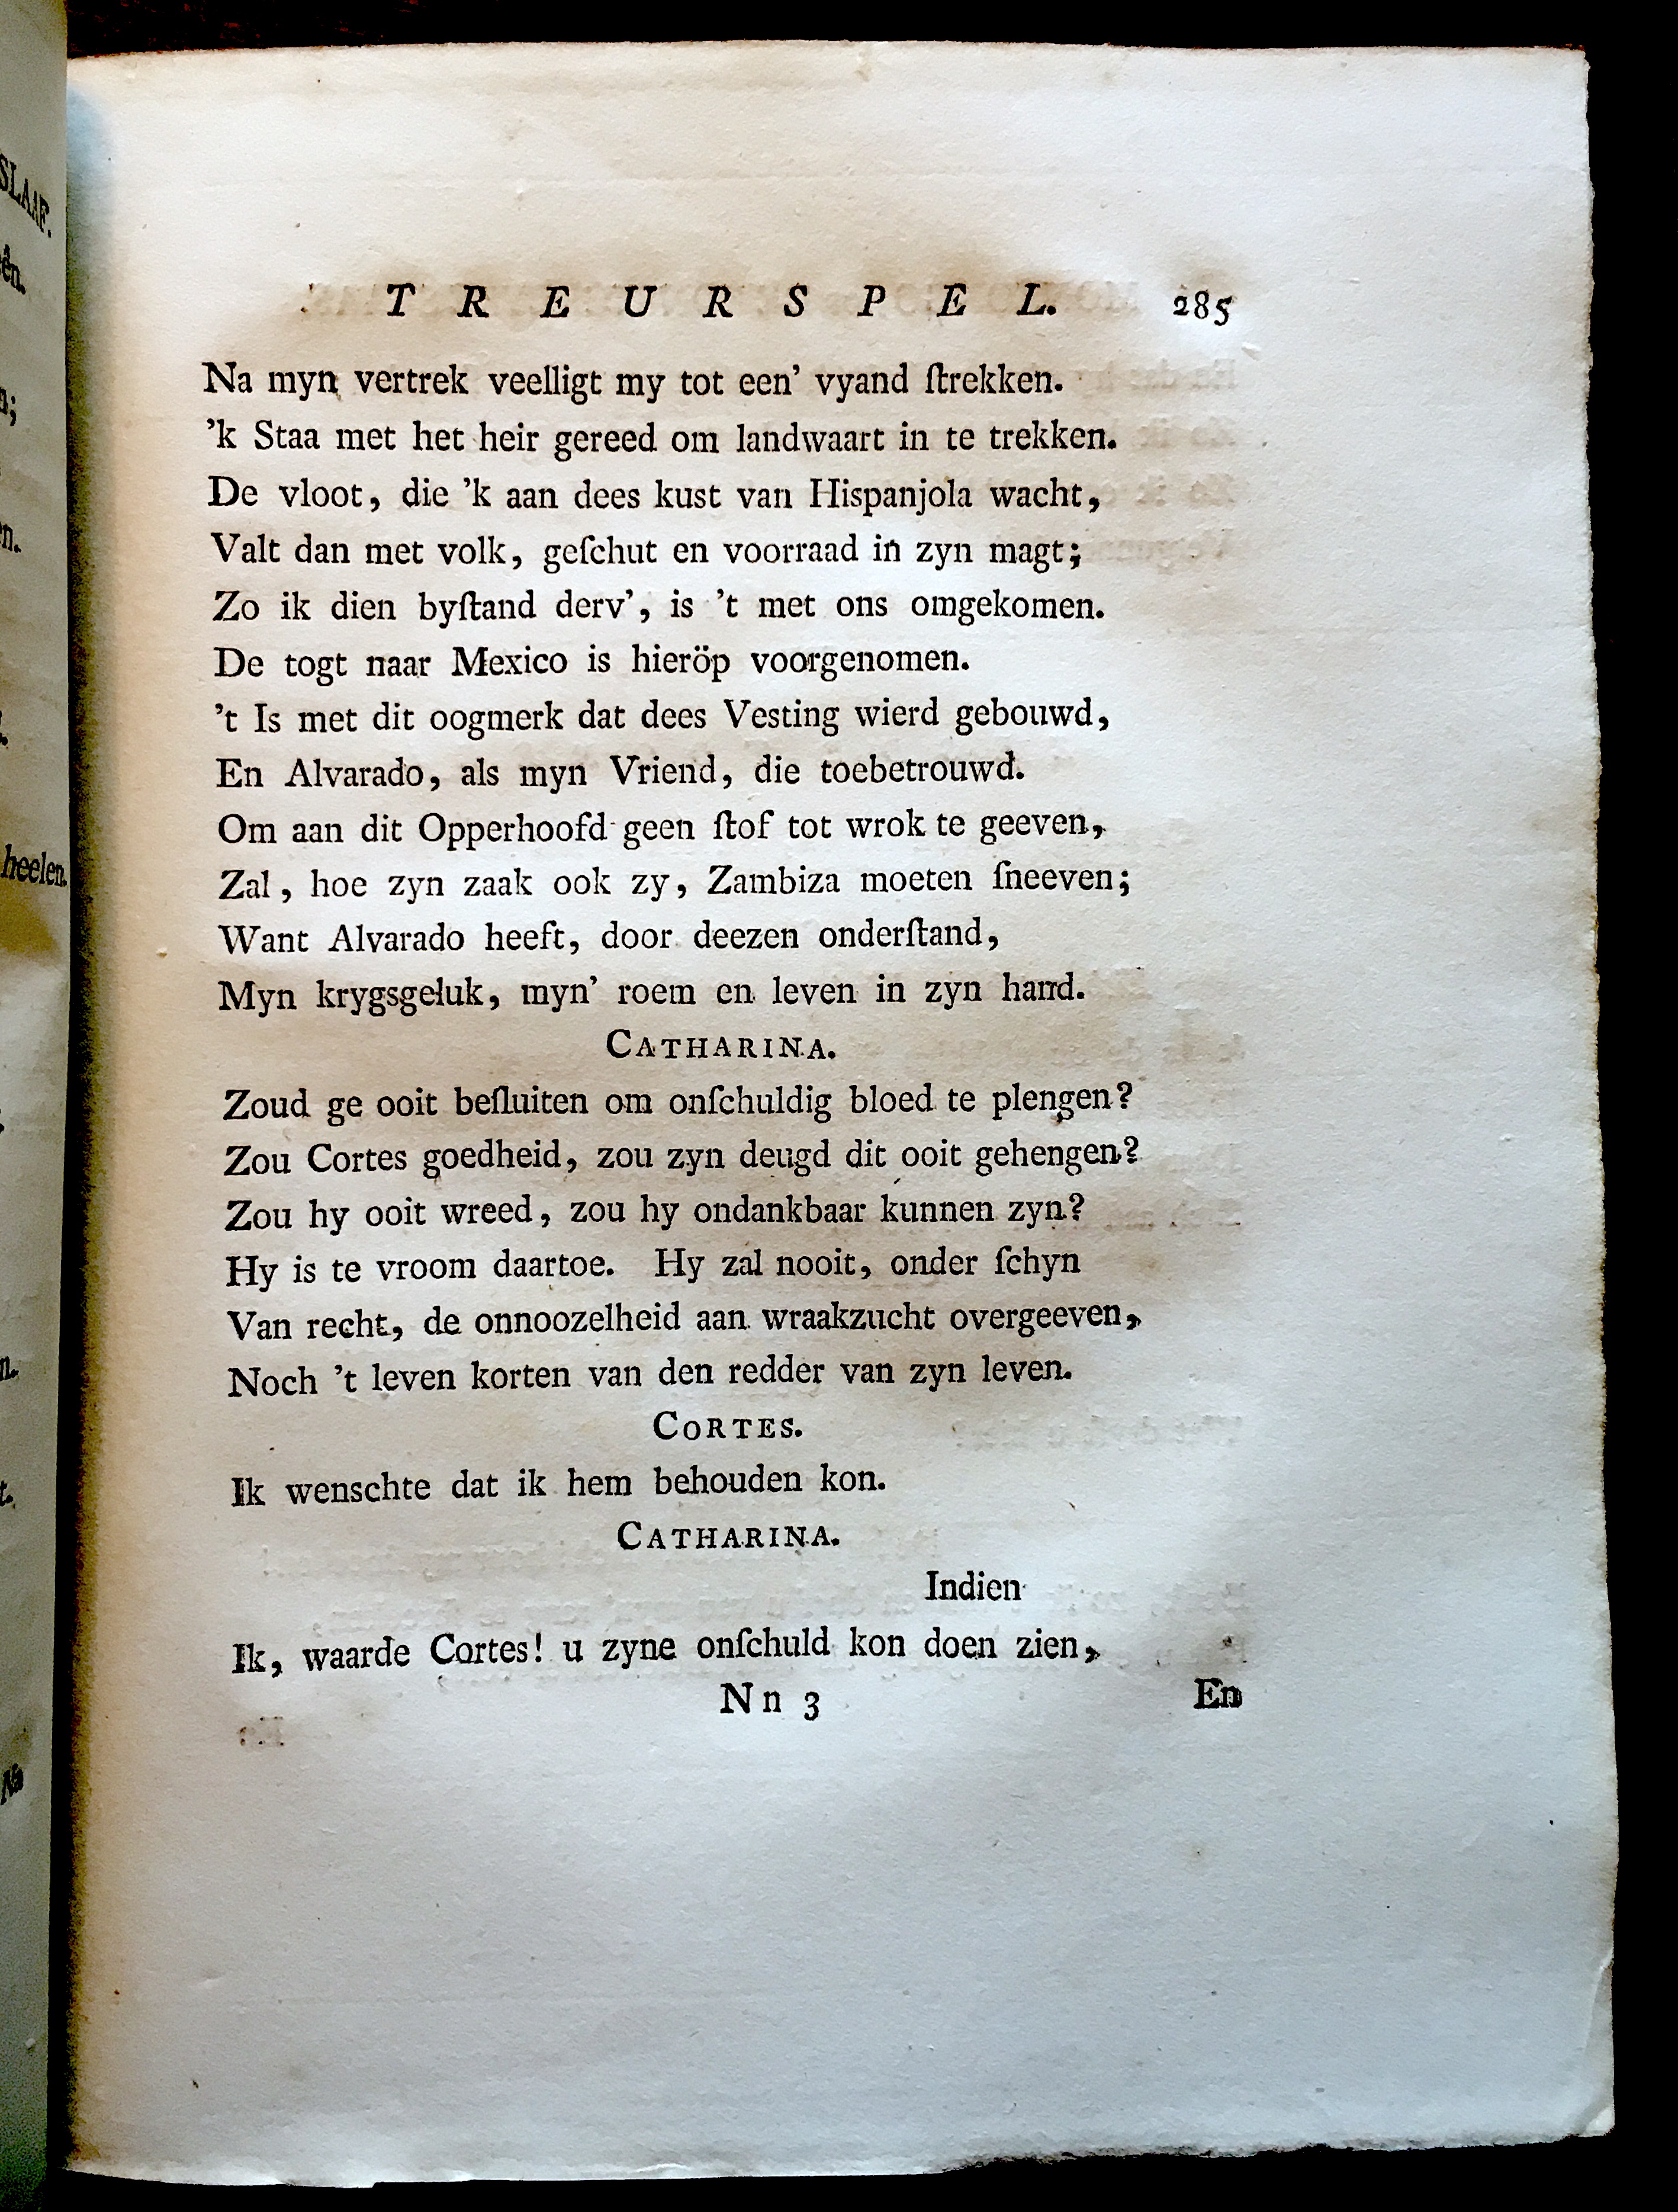 T R E U R S P E L. 285
Na myn vertrek veelligt my tot een' vyand ſtrekken.
'k Staa met het heir gereed om landwaart in te trekken.
De vloot, die 'k aan dees kust van Hispanjola wacht,
Valt dan met volk, geſchut en voorraad in zyn magt;
Zo ik dien byſtand derv', is 't met ons omgekomen.
De togt naar Mexico is hieröp voorgenomen.
't Is met dit oogmerk dat dees Vesting wierd gebouwd,
En Alvarado, als myn Vriend, die toebetrouwd.
Om aan dit Opperhoofd geen ſtof tot wrok te geeven,
Zal, hoe zyn zaak ook zy, Zambiza moeten ſneeven;
Want Alvarado heeft, door deezen onderſtand,
Myn krygsgeluk, myn' roem en leven in zyn hand.
CATHARINA.
Zoud ge ooit beſluiten om onſchuldig bloed te plengen?
Zou Cortes goedheid, zou zyn deugd dit ooit gehengen?
Zou hy ooit wreed, zou hy ondankbaar kunnen zyn?
Hy is te vroom daartoe. Hy zal nooit, onder ſchyn
Van recht, de onnoozelheid aan wraakzucht overgeeven,
Noch 't leven korten van den redder van zyn leven.
CORTES.
Ik wenschte dat ik hem behouden kon.
CATHARINA.
Indien
Ik, waarde Cortes! u zyne onſchuld kon doen zien,
Nn 3 En
SLAAF.
heelen.